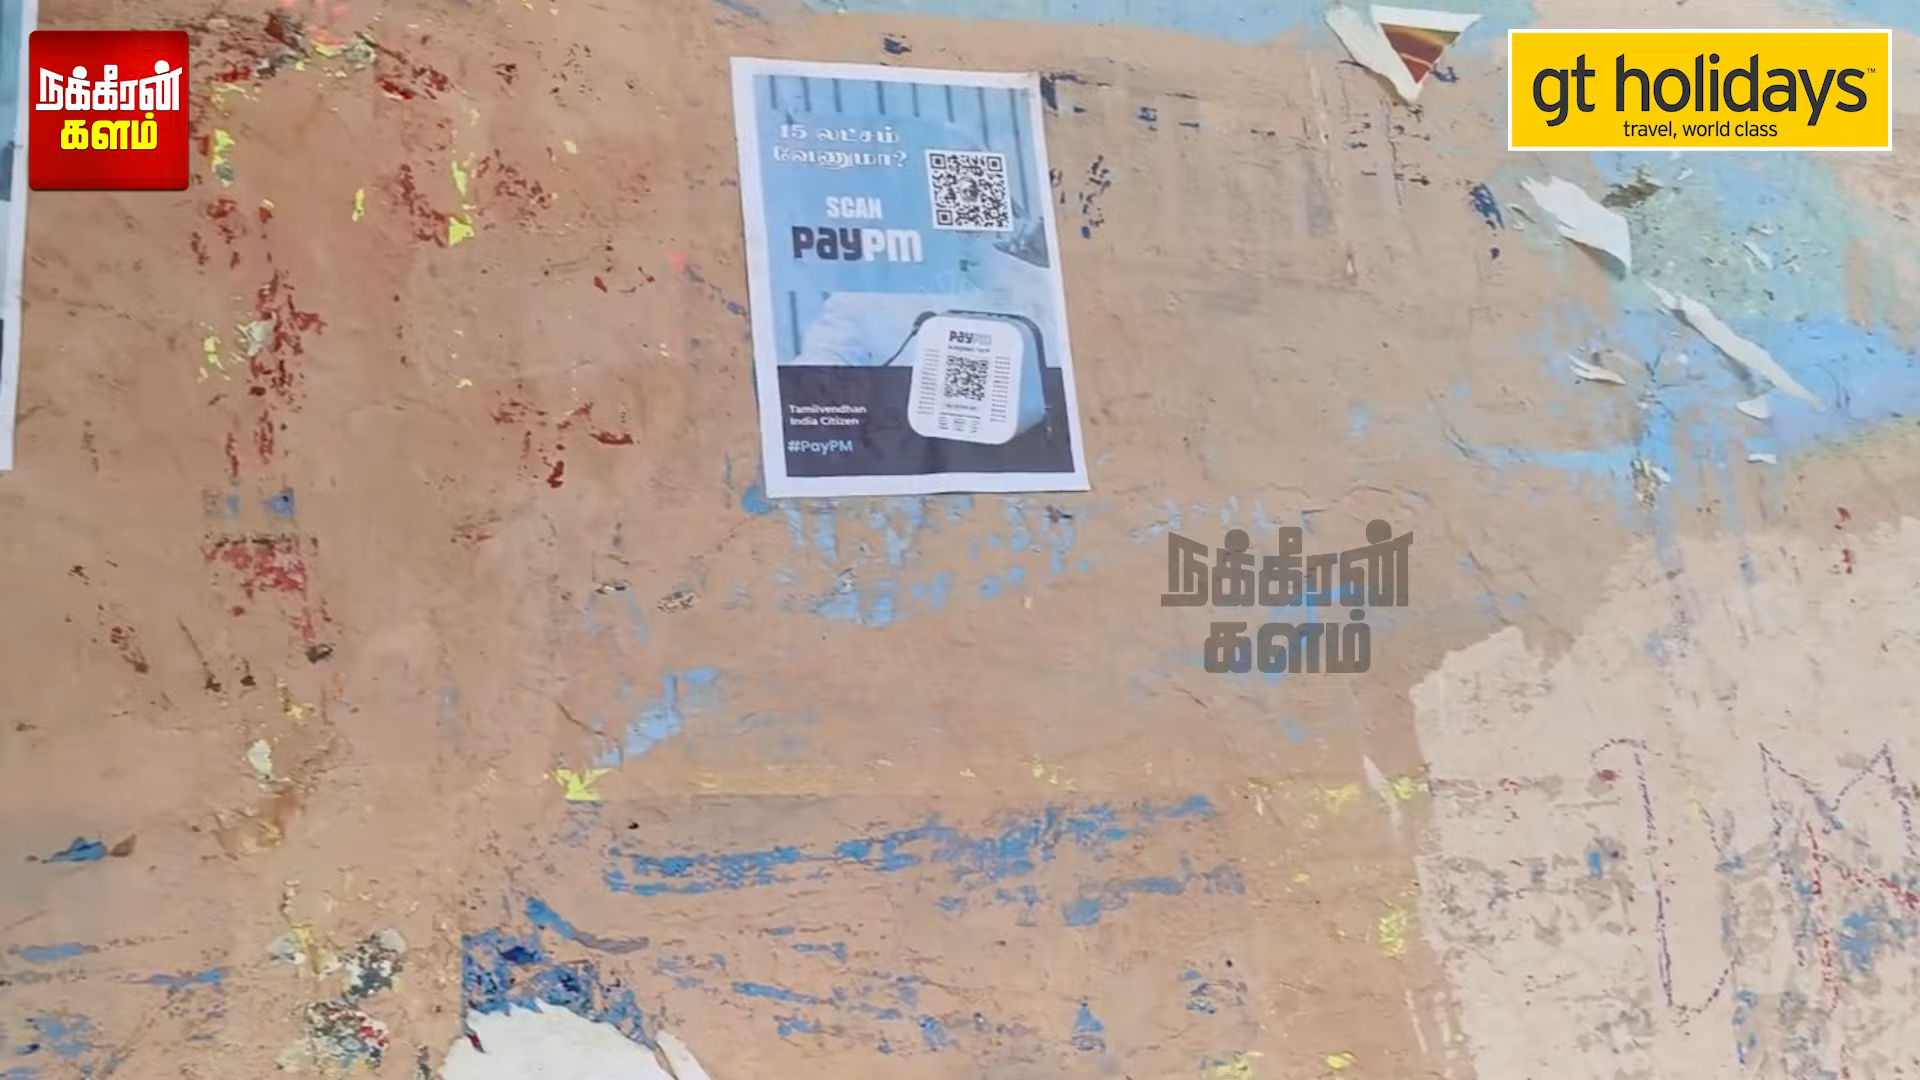 நக்கீரன்
களம்
gt holidays™
travel, world class
15 லட்சம்
வேணுமா?
SCAN
PayPM
PayPM
Tamilvendhan
India Citizen
#PayPM
நக்கீரன்
களம்